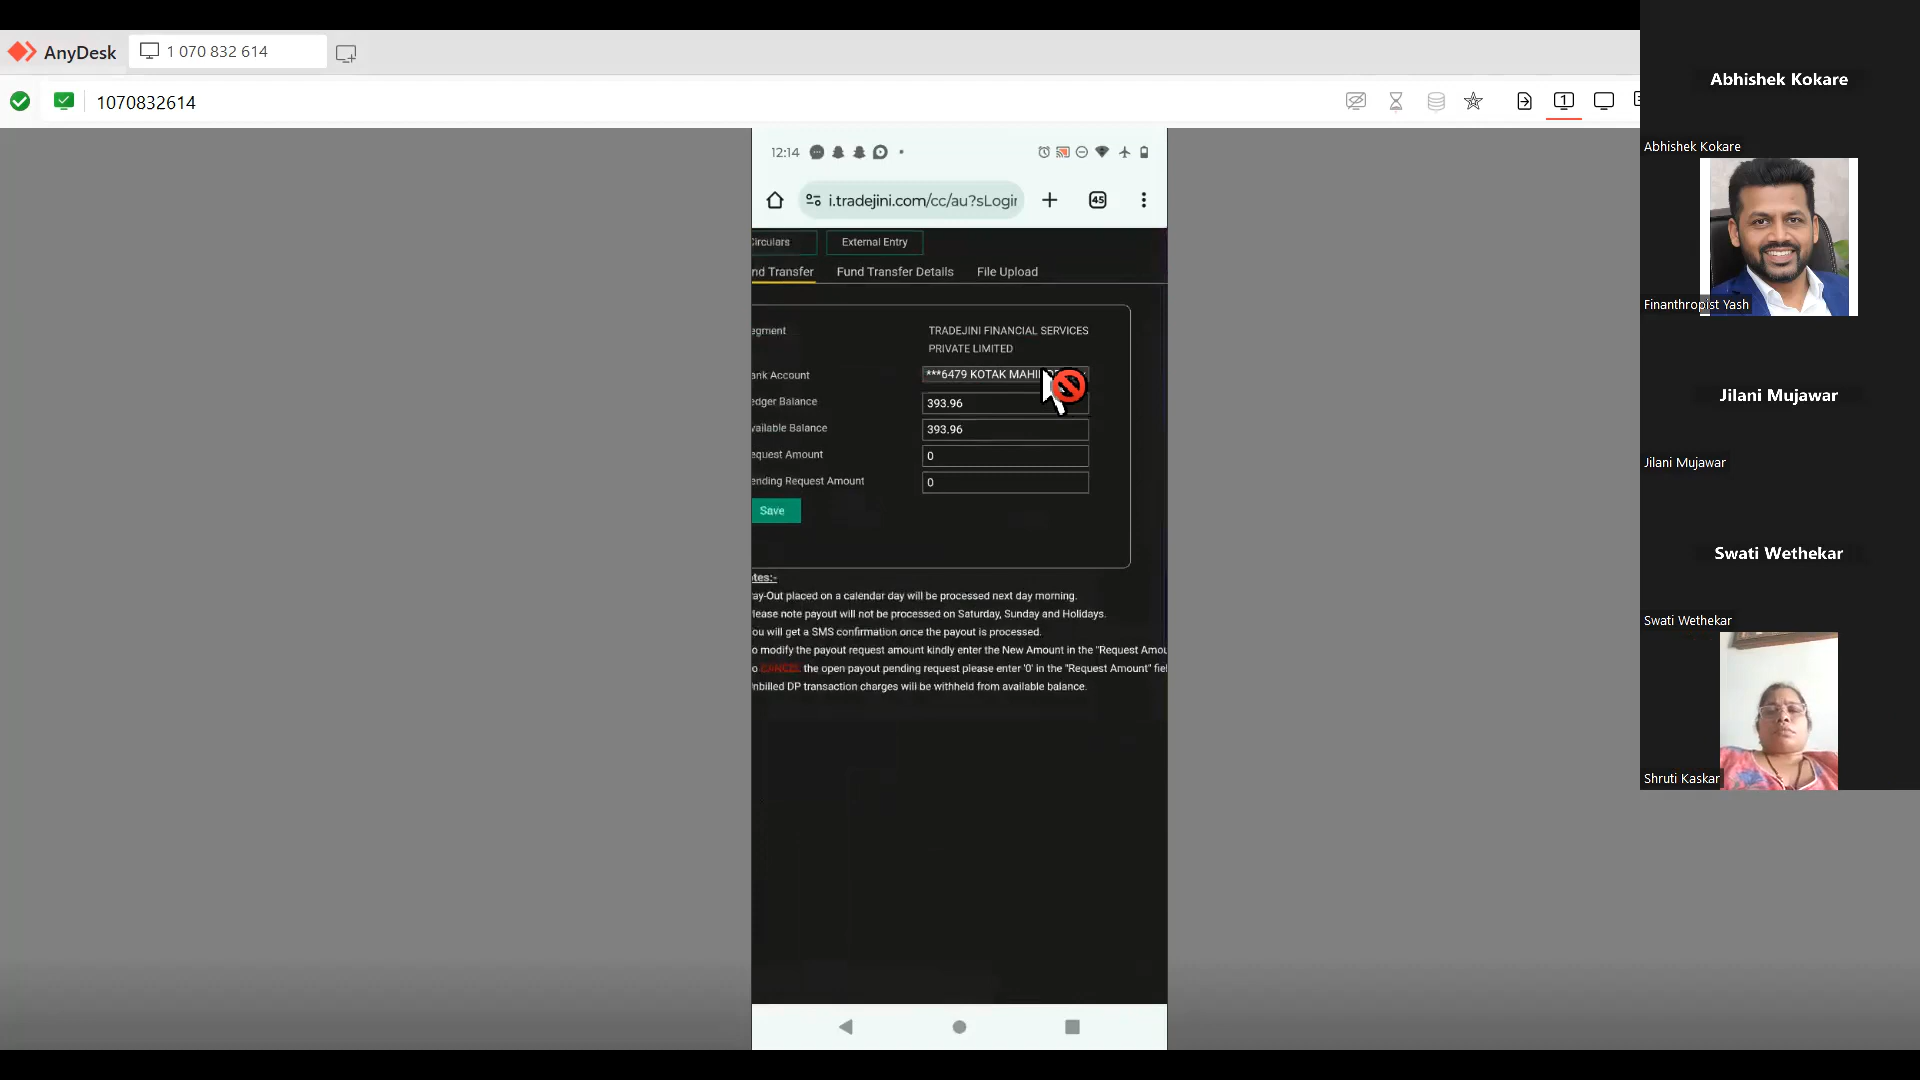 AnyDesk
1 070 832 614
1070832614
1
12:14
i.tradejini.com/cc/au?sLogin
45
Circulars
External Entry
nd Transfer
Fund Transfer Details
File Upload
egment
TRADEJINI FINANCIAL SERVICES
PRIVATE LIMITED
ank Account
***6479 KOTAK MAHI
edger Balance
393.96
vailable Balance
393.96
equest Amount
0
ending Request Amount
0
Save
tes:-
ay-Out placed on a calendar day will be processed next day morning.
lease note payout will not be processed on Saturday, Sunday and Holidays.
ou will get a SMS confirmation once the payout is processed.
o modify the payout request amount kindly enter the New Amount in the "Request Amou
o CANCEL the open payout pending request please enter '0' in the "Request Amount" fiel
nbilled DP transaction charges will be withheld from available balance.
Abhishek Kokare
Abhishek Kokare
Finanthropist Yash
Jilani Mujawar
Jilani Mujawar
Swati Wethekar
Swati Wethekar
Shruti Kaskar